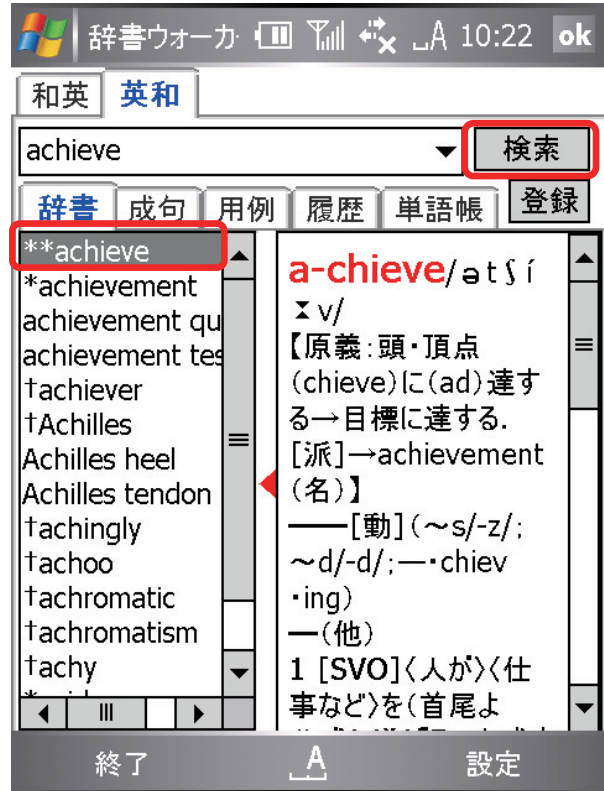 辞書ウォーカ 10:22 ok
和英 英和
achieve 検索
辞書 成句 用例 履歴 単語帳 登録
**achieve
*achievement
achievement qu
achievement tes
†achiever
†Achilles
Achilles heel
Achilles tendon
†achingly
†achoo
†achromatic
†achromatism
†tachy
a-chieve/ətʃí
ːv/
【原義:頭・頂点
(chieve)に(ad)達す
る→目標に達する.
[派]→achievement
(名)】
——[動](~s/-z/;
~d/-d/;—・chiev
・ing)
—(他)
1 [SVO]〈人が〉〈仕
事など〉を(首尾よ
終了 A 設定